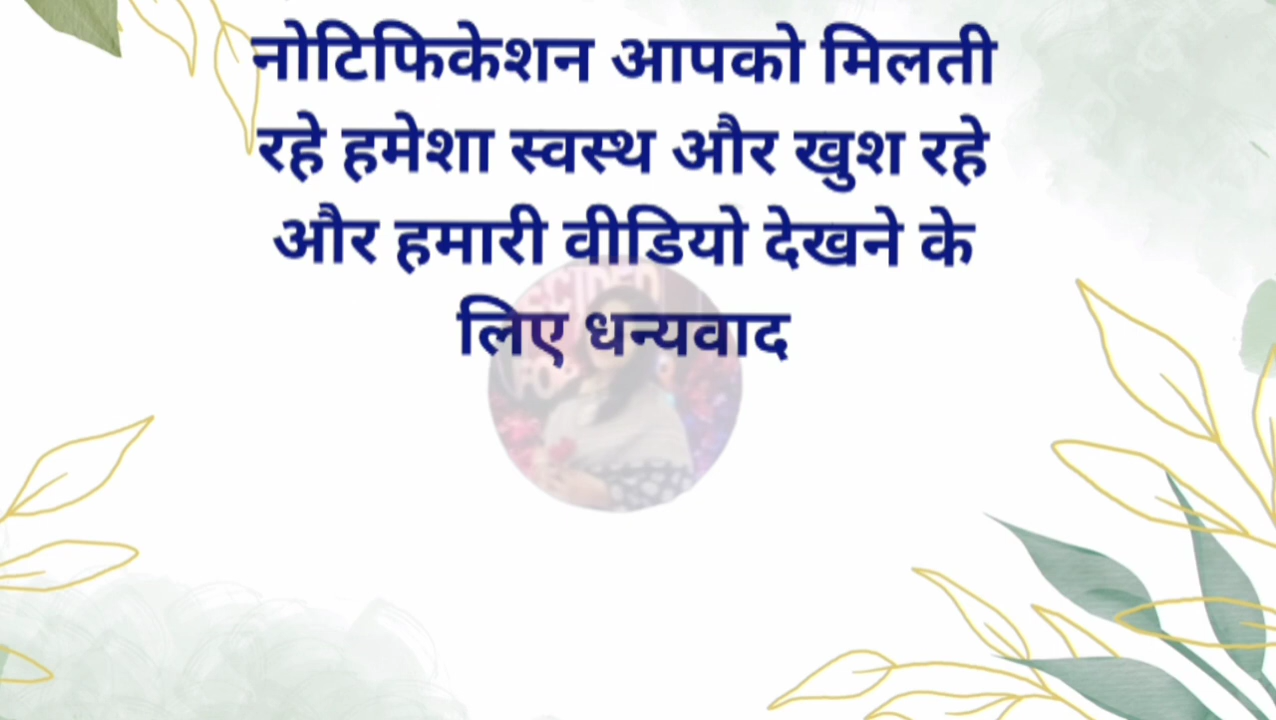 नोटिफिकेशन आपको मिलती
रहे हमेशा स्वस्थ और खुश रहे
और हमारी वीडियो देखने के
लिए धन्यवाद